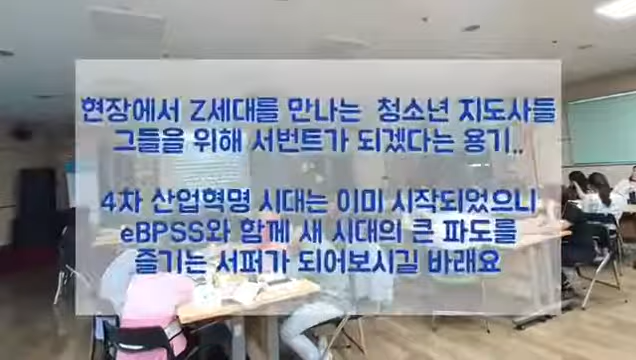 현장에서 Z세대를 만나는 청소년 지도사들
그들을 위해 서번트가 되겠다는 용기..
4차 산업혁명 시대는 이미 시작되었으니
eBPSS와 함께 새 시대의 큰 파도를
즐기는 서퍼가 되어보시길 바래요